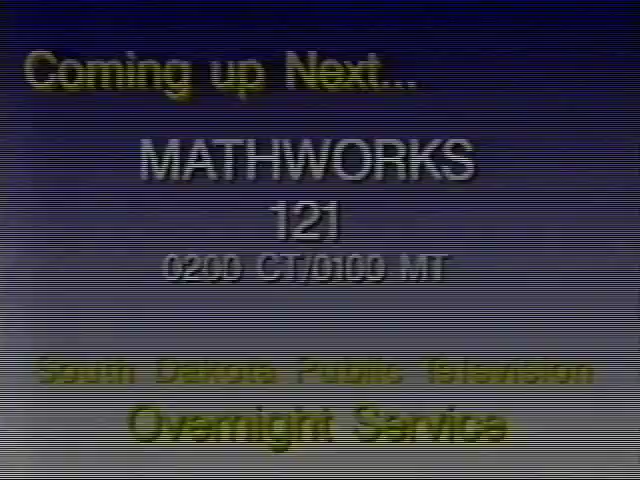 Coming up Next...
MATHWORKS
121
0200 CT/0100 MT
South Dakota Public Television
Overnight Service